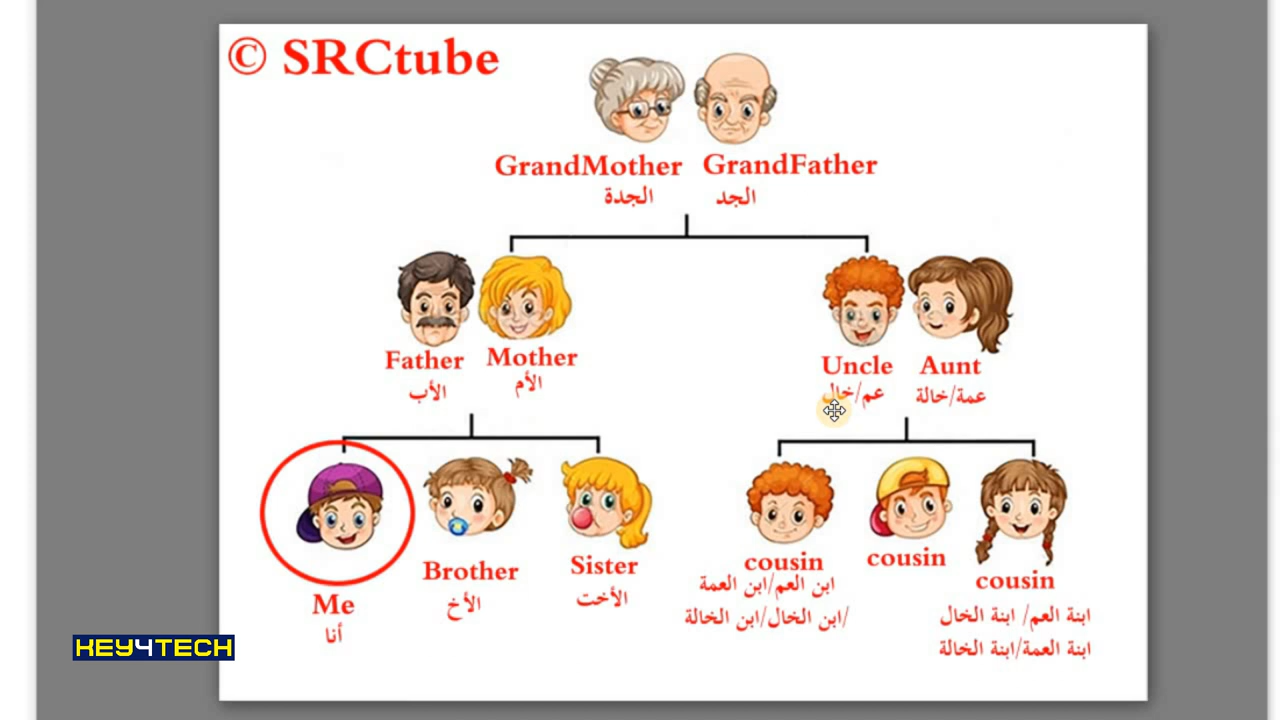 © SRCtube
GrandMother GrandFather
الجدة الجد
Father Mother Uncle Aunt
الأب الأم عم/خال عمة/خالة
Me Brother Sister cousin cousin cousin
أنا الأخ الأخت
ابن العم/ابن العمة
/ابن الخال/ابن الخالة
ابنة العم/ ابنة الخال
ابنة العمة/ابنة الخالة
KEY4TECH